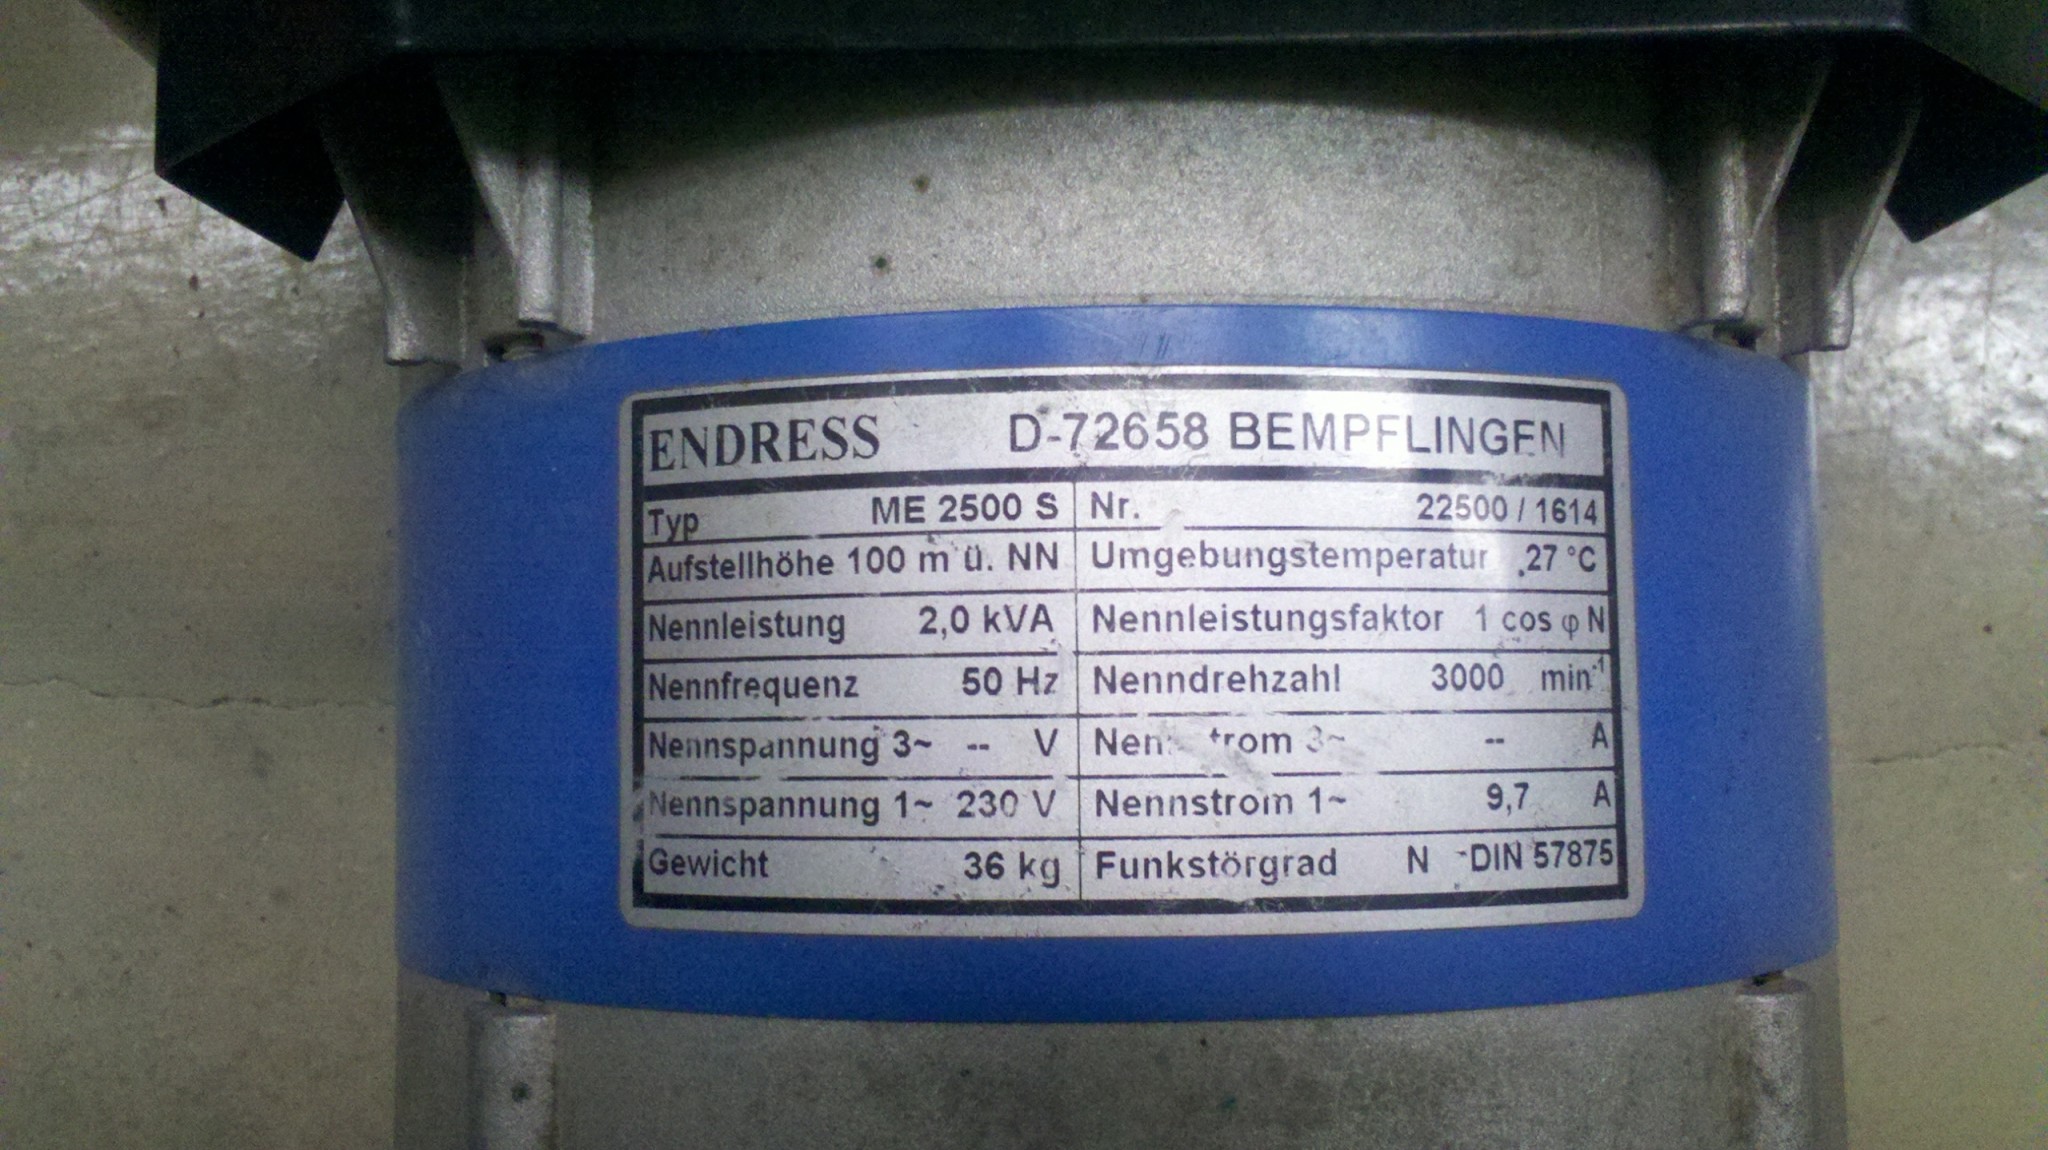 ENDRESS D-72658 BEMPFLINGEN
Typ ME 2500 S Nr. 22500 / 1614
Aufstellhöhe 100 m ü. NN Umgebungstemperatur 27 °C
Nennleistung 2,0 kVA Nennleistungsfaktor 1 cos φ N
Nennfrequenz 50 Hz Nenndrehzahl 3000 min⁻¹
Nennspannung 3~ -- V Nennstrom 3~ -- A
Nennspannung 1~ 230 V Nennstrom 1~ 9,7 A
Gewicht 36 kg Funkstörgrad N -DIN 57875